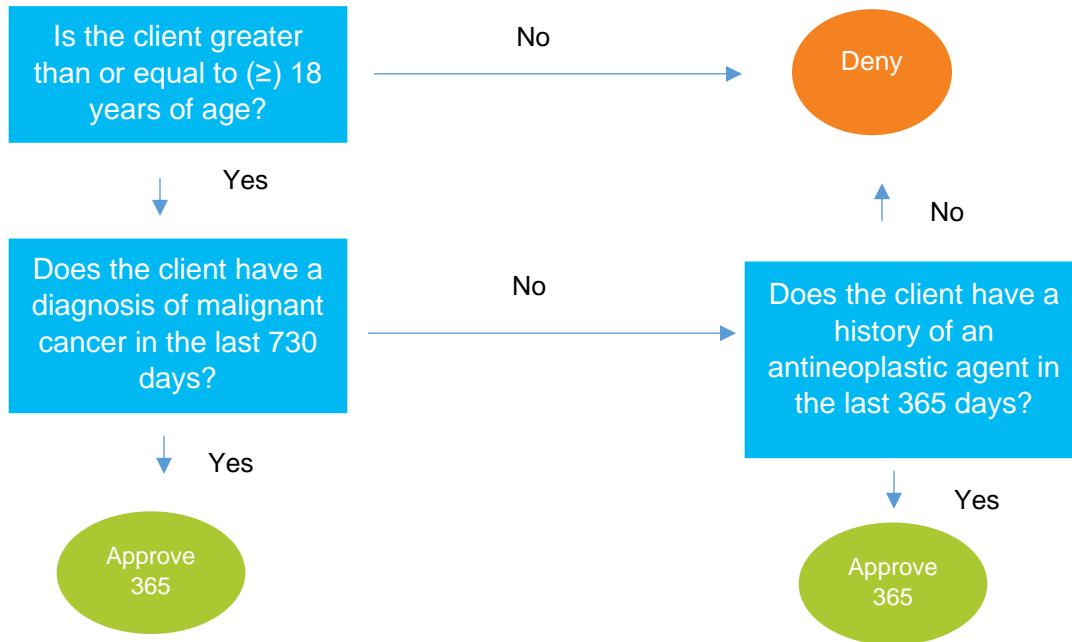 Is the client greater
than or equal to (≥) 18
years of age?
No
Deny
Yes
No
Does the client have a
diagnosis of malignant
cancer in the last 730
days?
No
Does the client have a
history of an
antineoplastic agent in
the last 365 days?
Yes
Yes
Approve
365
Approve
365